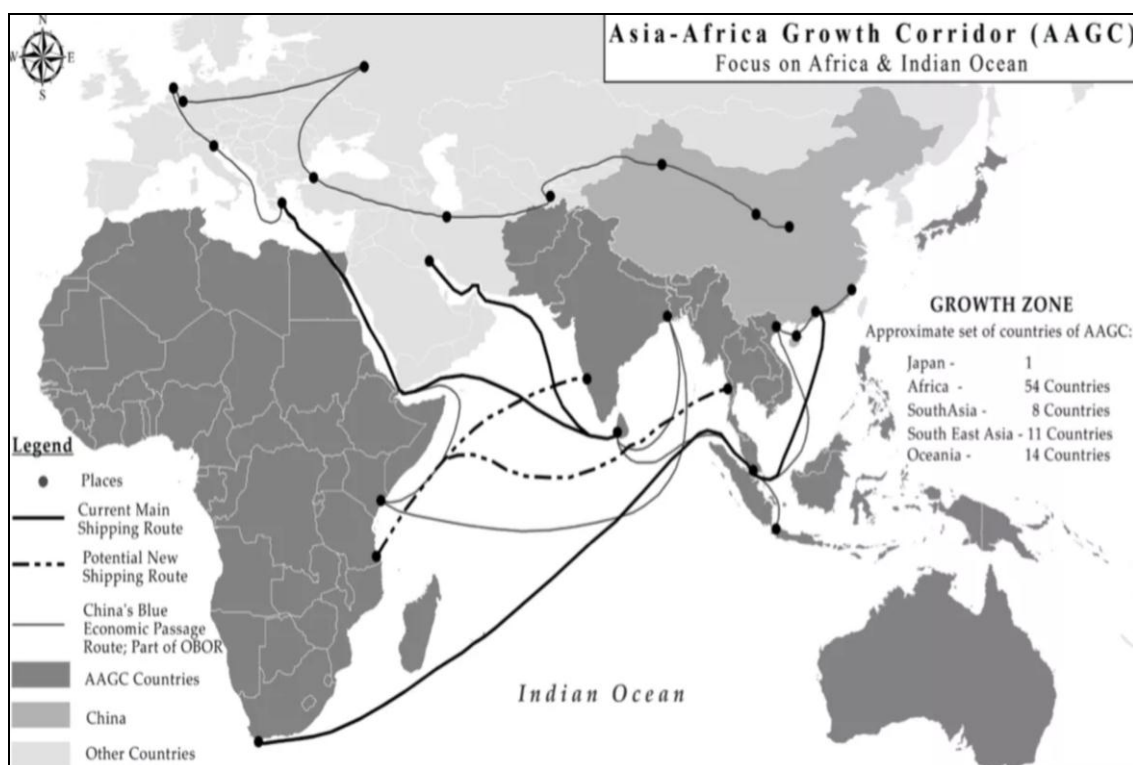 N
W E
S
Asia-Africa Growth Corridor (AAGC)
Focus on Africa & Indian Ocean
GROWTH ZONE
Approximate set of countries of AAGC:
Japan - 1
Africa - 54 Countries
SouthAsia - 8 Countries
South East Asia - 11 Countries
Oceania - 14 Countries
Legend
Places
Current Main
Shipping Route
Potential New
Shipping Route
China's Blue
Economic Passage
Route; Part of OBOR
AAGC Countries
China
Other Countries
Indian Ocean